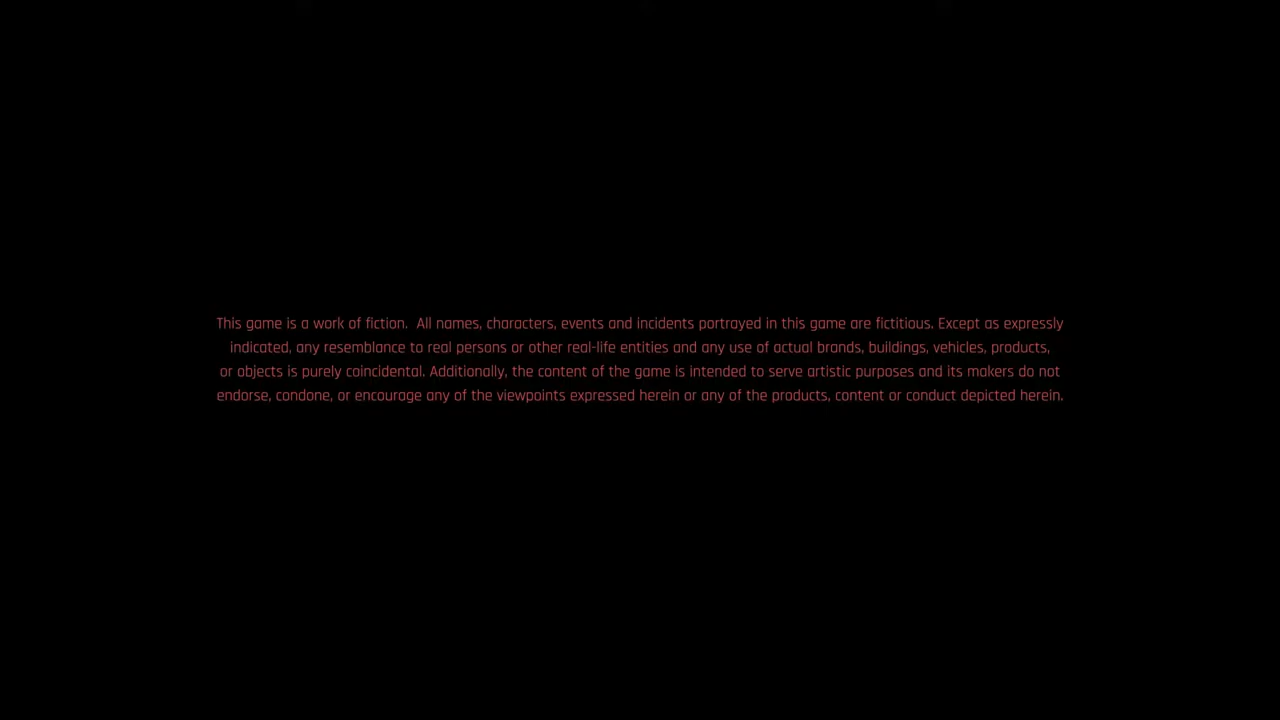 This game is a work of fiction.  All names, characters, events and incidents portrayed in this game are fictitious. Except as expressly
indicated, any resemblance to real persons or other real-life entities and any use of actual brands, buildings, vehicles, products,
or objects is purely coincidental. Additionally, the content of the game is intended to serve artistic purposes and its makers do not
endorse, condone, or encourage any of the viewpoints expressed herein or any of the products, content or conduct depicted herein.